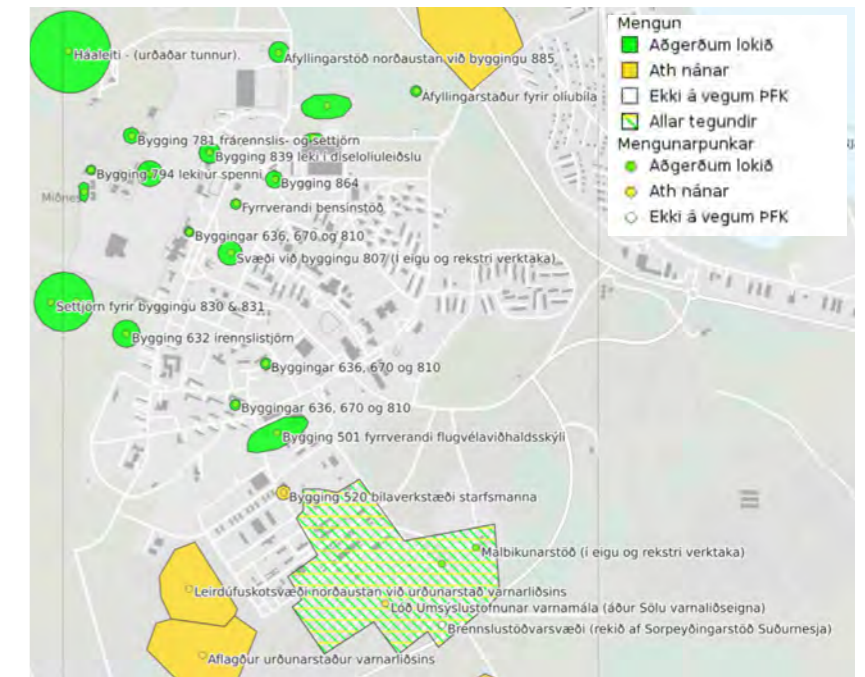 Mengun
Aðgerðum lokið
Ath nánar
Ekki á vegum ÞFK
Allar tegundir
Mengunarpunkar
Aðgerðum lokið
Ath nánar
Ekki á vegum ÞFK
Háaleiti - (urðaðar tunnur).
Afyllingarstöð norðaustan við byggingu 885
Afyllingarstaður fyrir olíubíla
Bygging 781 frárennslis- og settjörn
Bygging 839 leki í díselolíuleiðslu
Bygging 794 leki úr spenni
Bygging 864
Miðnes
Fyrrverandi bensínstöð
Byggingar 636, 670 og 810
Svæði við byggingu 807 (í eigu og rekstri verktaka)
Settjörn fyrir byggingu 830 & 831
Bygging 632 írennslistjörn
Byggingar 636, 670 og 810
Byggingar 636, 670 og 810
Bygging 501 fyrrverandi flugvélaviðhaldsskýli
Bygging 520 bílaverkstæði starfsmanna
Malbikunarstöð (í eigu og rekstri verktaka)
Leirdúfuskotsvæði norðaustan við urðunarstað varnarliðsins
Lóð Umsýslustofnunar varnamála (áður Sölu varnaliðseigna)
Brennslustöðvarsvæði (rekið af Sorpeyðingarstöð Suðurnesja)
Aflagður urðunarstaður varnarliðsins